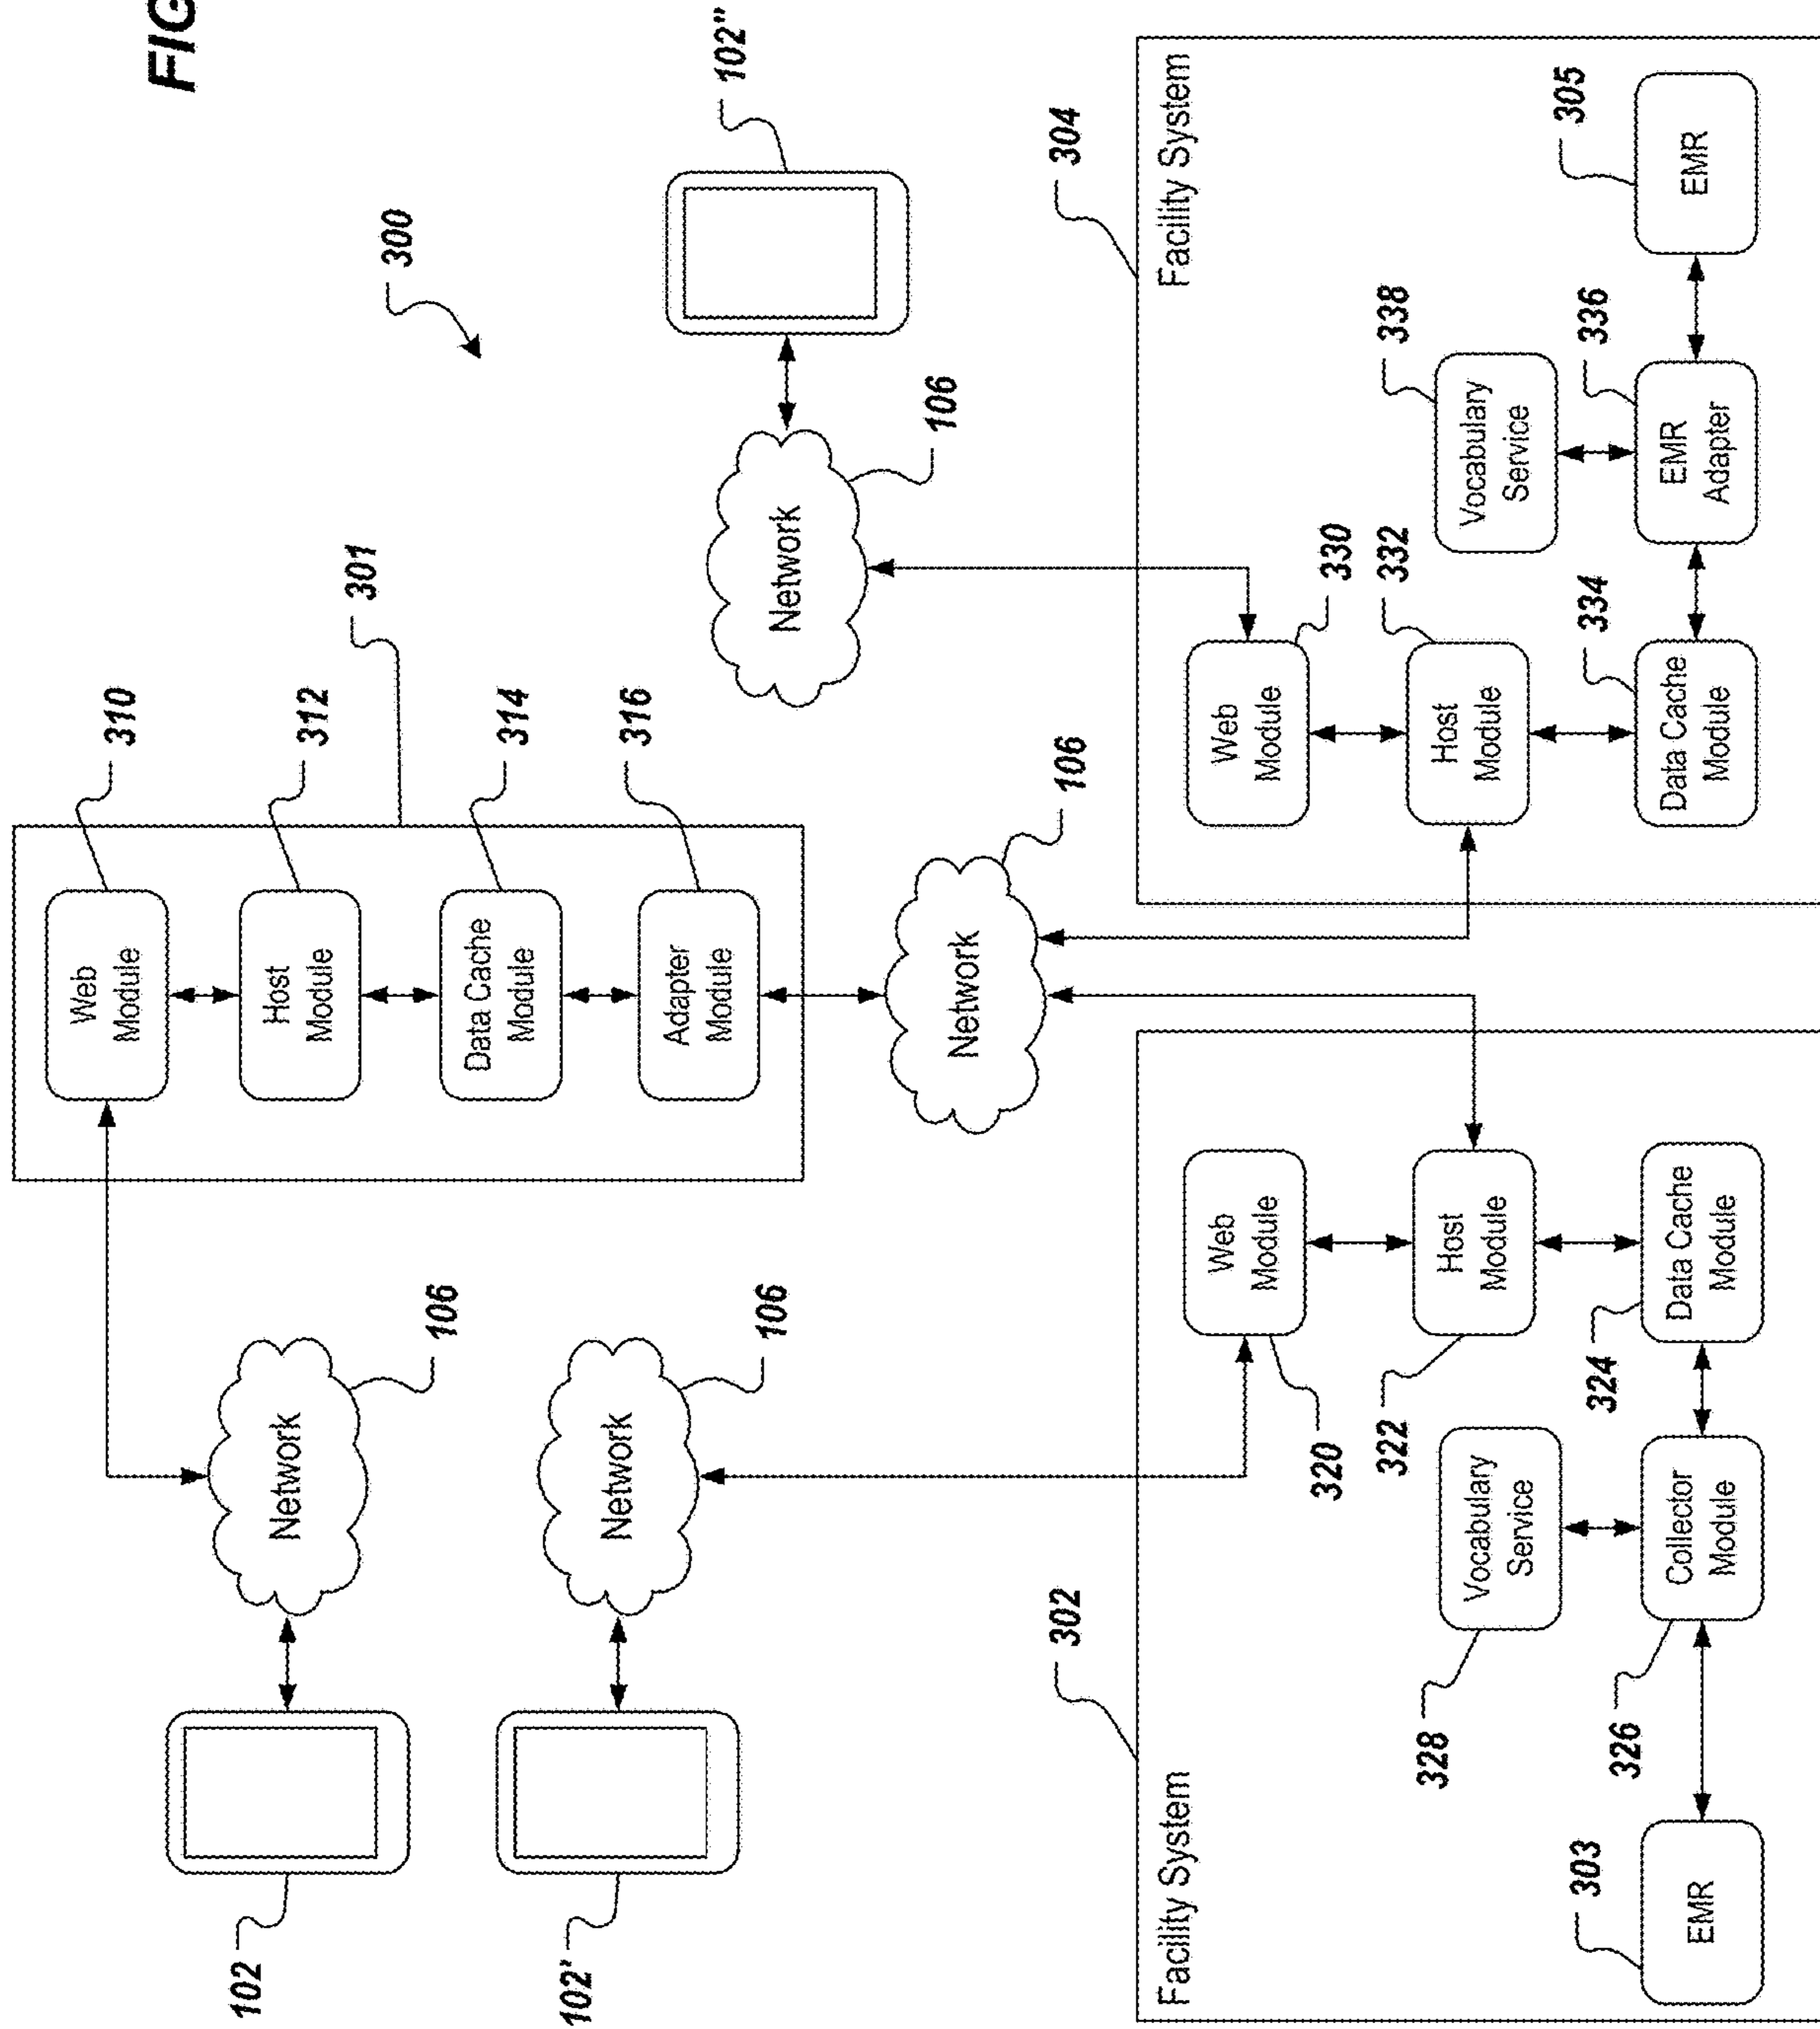 FIG
300
301
310
Web
Module
312
Host
Module
314
Data Cache
Module
316
Adapter
Module
102
Network
106
102'
Network
106
Network
106
102"
Network
106
302
Facility System
320
Web
Module
322
Host
Module
324
Data Cache
Module
328
Vocabulary
Service
326
Collector
Module
303
EMR
304
Facility System
330
Web
Module
332
Host
Module
334
Data Cache
Module
338
Vocabulary
Service
336
EMR
Adapter
305
EMR